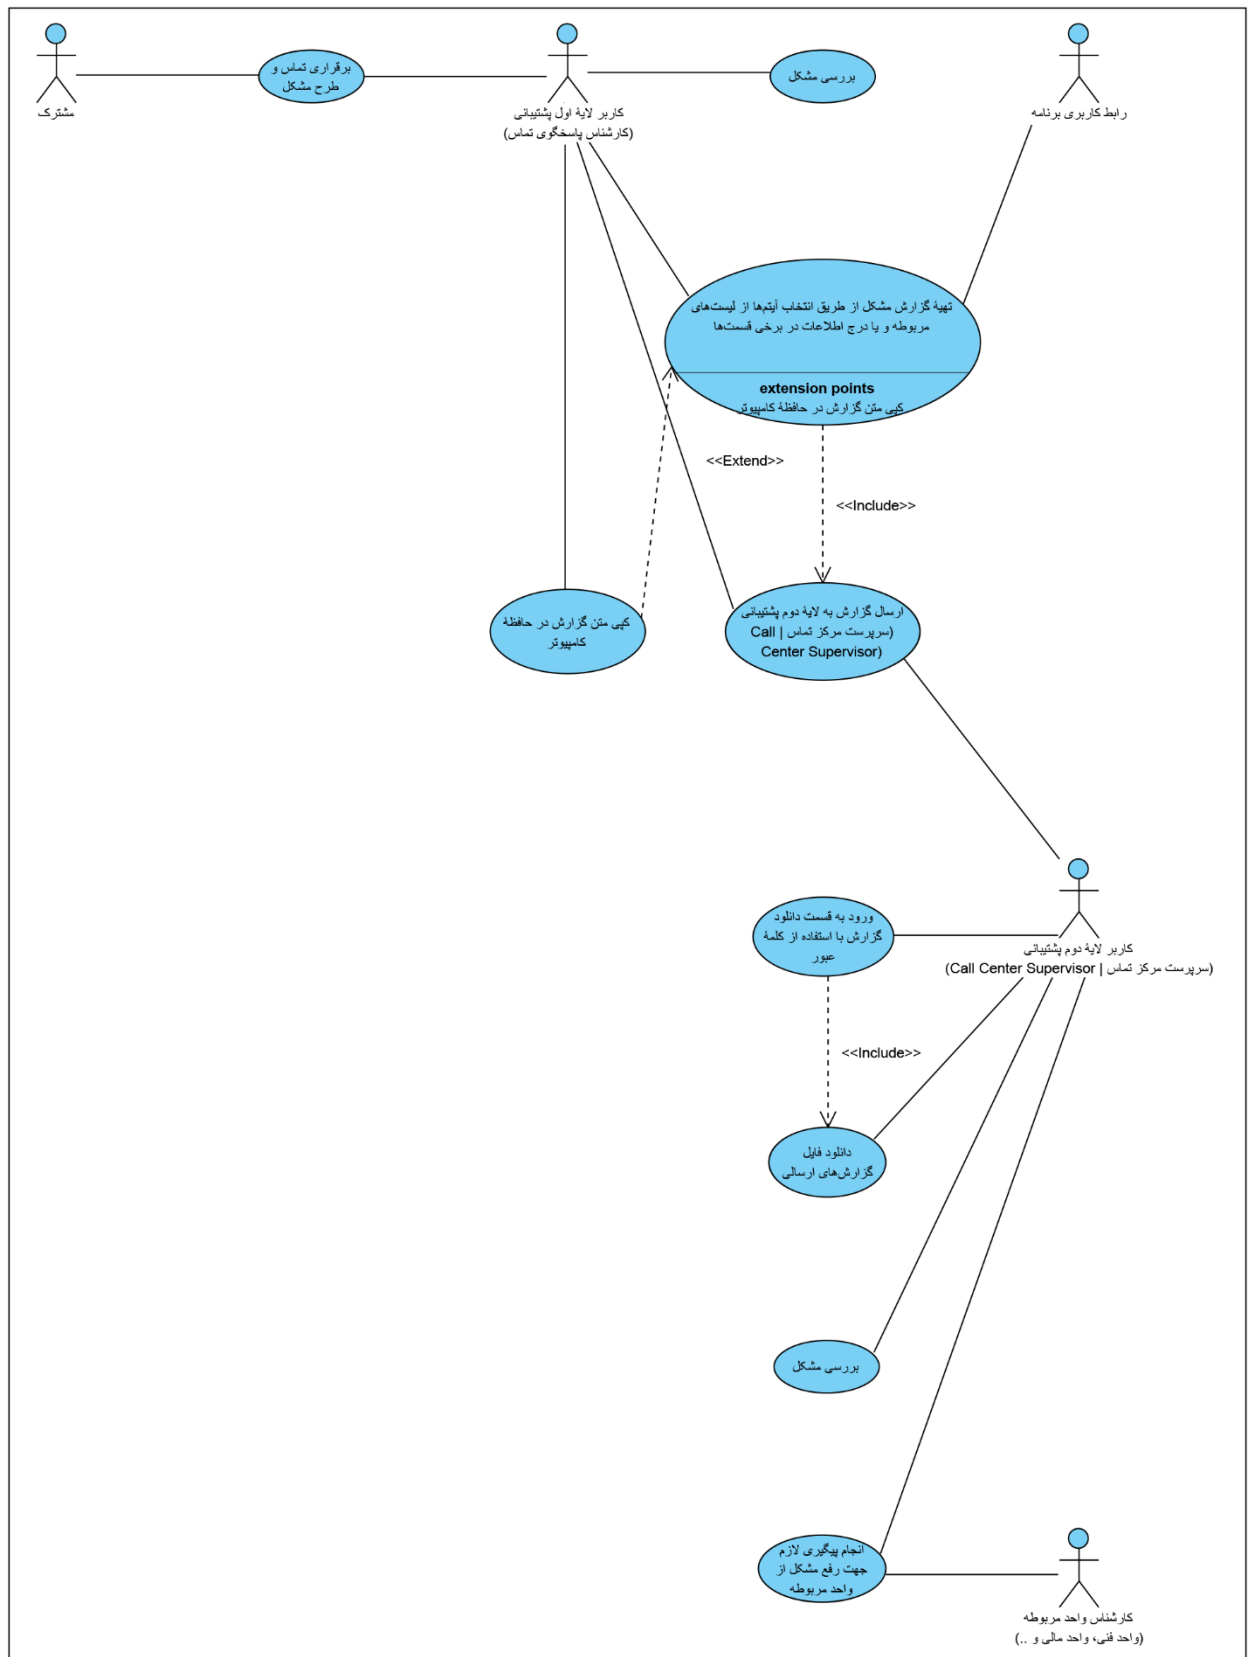 برقراری تماس و
طرح مشکل
بررسی مشکل
مشترک
کاربر لایهٔ اول پشتیبانی
(کارشناس پاسخگوی تماس)
رابط کاربری برنامه
تهیهٔ گزارش مشکل از طریق انتخاب آیتم‌ها از لیست‌های
مربوطه و یا درج اطلاعات در برخی قسمت‌ها
extension points
کپی متن گزارش در حافظهٔ کامپیوتر
<<Extend>>
<<Include>>
کپی متن گزارش در حافظهٔ
کامپیوتر
ارسال گزارش به لایهٔ دوم پشتیبانی
(سرپرست مرکز تماس | Call
Center Supervisor)
ورود به قسمت دانلود
گزارش با استفاده از کلمهٔ
عبور
کاربر لایهٔ دوم پشتیبانی
(سرپرست مرکز تماس | Call Center Supervisor)
<<Include>>
دانلود فایل
گزارش‌های ارسالی
بررسی مشکل
انجام پیگیری لازم
جهت رفع مشکل از
واحد مربوطه
کارشناس واحد مربوطه
(واحد فنی، واحد مالی و ..)